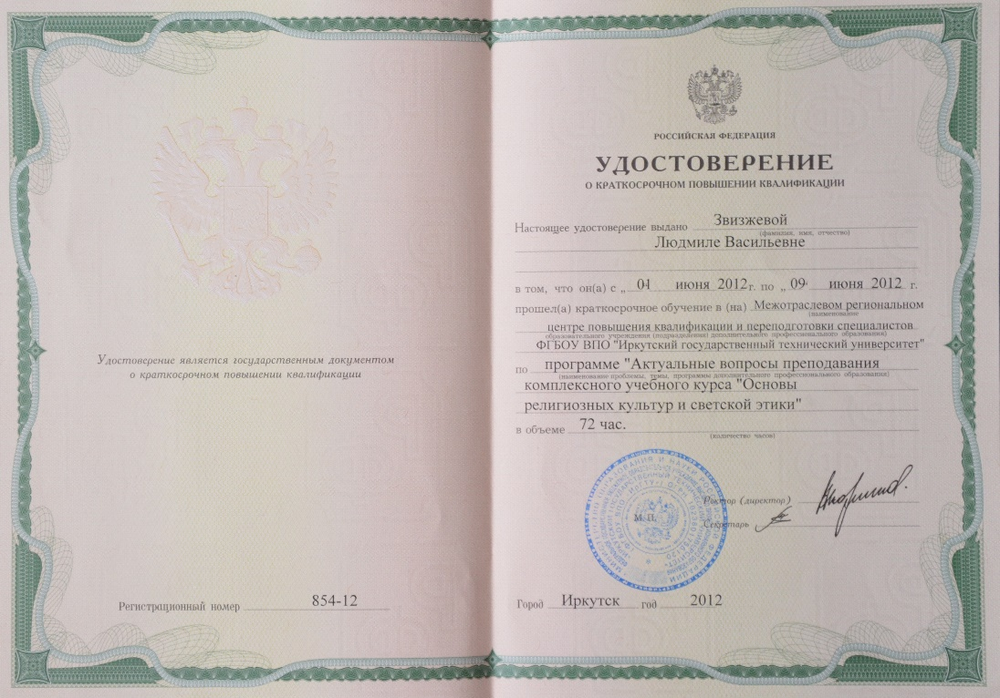 Удостоверение является государственным документом
о краткосрочном повышении квалификации
Регистрационный номер 854-12
РОССИЙСКАЯ ФЕДЕРАЦИЯ
УДОСТОВЕРЕНИЕ
О КРАТКОСРОЧНОМ ПОВЫШЕНИИ КВАЛИФИКАЦИИ
Настоящее удостоверение выдано Звизжевой
(фамилия, имя, отчество)
Людмиле Васильевне
в том, что он(а) с „ 04 июня 2012 г. по „ 09 июня 2012 г.
прошел(а) краткосрочное обучение в (на) Межотраслевом региональном
(наименование
центре повышения квалификации и переподготовки специалистов
образовательного учреждения (подразделения) дополнительного профессионального образования)
ФГБОУ ВПО "Иркутский государственный технический университет"
по программе "Актуальные вопросы преподавания
(наименование проблемы, темы, программы дополнительного профессионального образования)
комплексного учебного курса "Основы
религиозных культур и светской этики"
в объеме 72 час.
(количество часов)
Ректор (директор)
М.П.
Секретарь
Город Иркутск год 2012